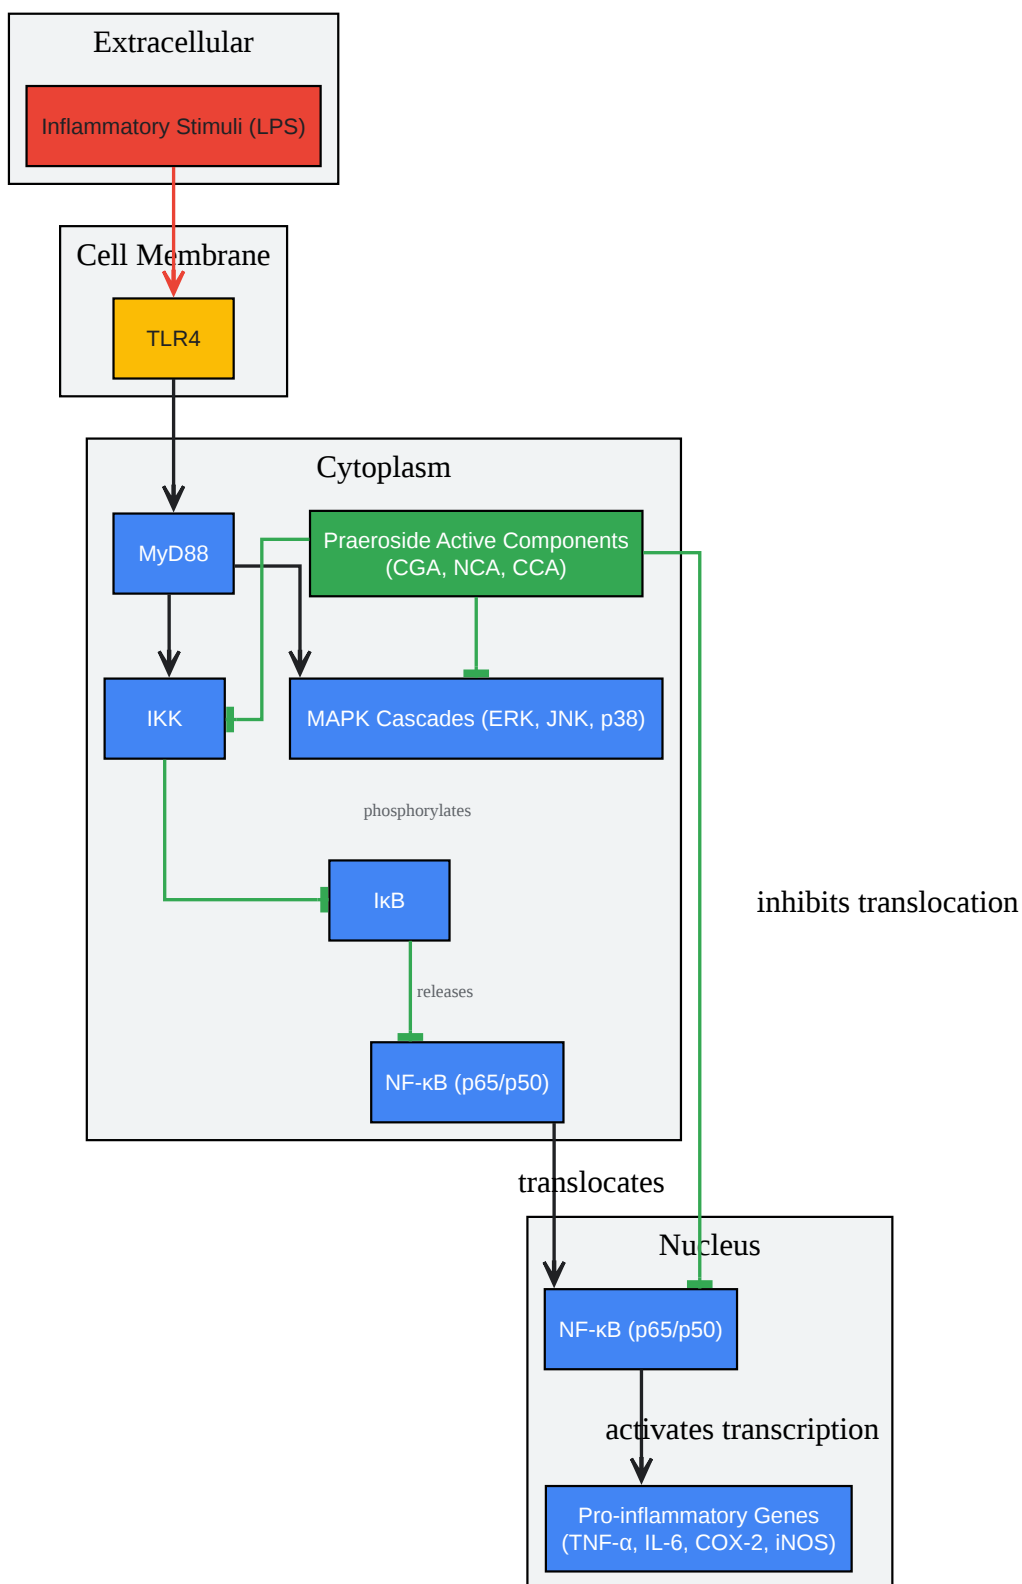 Extracellular
Inflammatory Stimuli (LPS)
Cell Membrane
TLR4
Cytoplasm
MyD88
Praeroside Active Components
(CGA, NCA, CCA)
IKK
MAPK Cascades (ERK, JNK, p38)
phosphorylates
IκB
inhibits translocation
releases
NF-κB (p65/p50)
translocates
Nucleus
NF-κB (p65/p50)
activates transcription
Pro-inflammatory Genes
(TNF-α, IL-6, COX-2, iNOS)